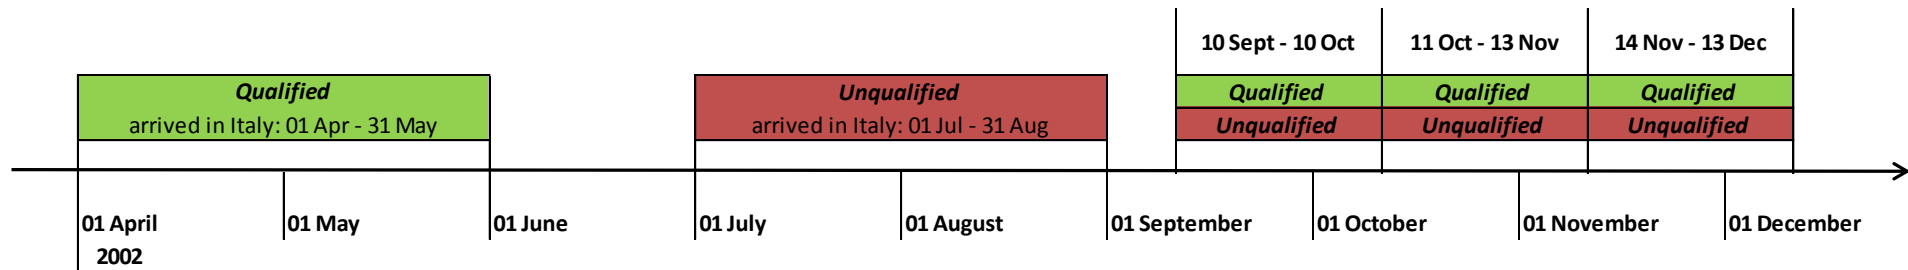 10 Sept - 10 Oct
11 Oct - 13 Nov
14 Nov - 13 Dec
Qualified
arrived in Italy: 01 Apr - 31 May
Unqualified
arrived in Italy: 01 Jul - 31 Aug
Qualified
Qualified
Qualified
Unqualified
Unqualified
Unqualified
01 April
2002
01 May
01 June
01 July
01 August
01 September
01 October
01 November
01 December